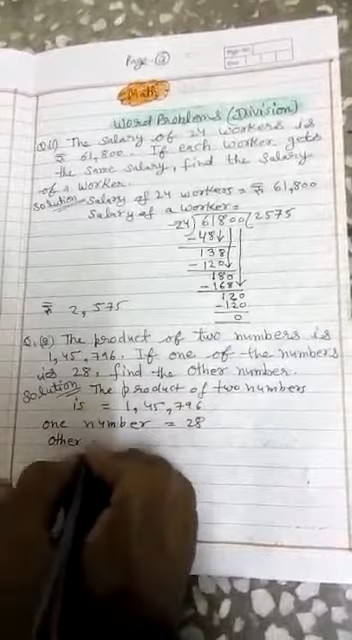 Page-②
Math
Word Problems (Division)
Q.(1) The salary of 24 workers is
₹ 61,800. If each worker gets
the same salary, find the salary
of a worker.
Solution - Salary of 24 workers = ₹ 61,800
Salary of a worker =
24)61800(2575
-48
138
-120
180
-168
120
-120
0
₹ 2,575
Q.(2) The product of two numbers is
1,45,796. If one of the numbers
is 28, find the other number.
Solution The product of two numbers
is = 1,45,796
one number = 28
Other